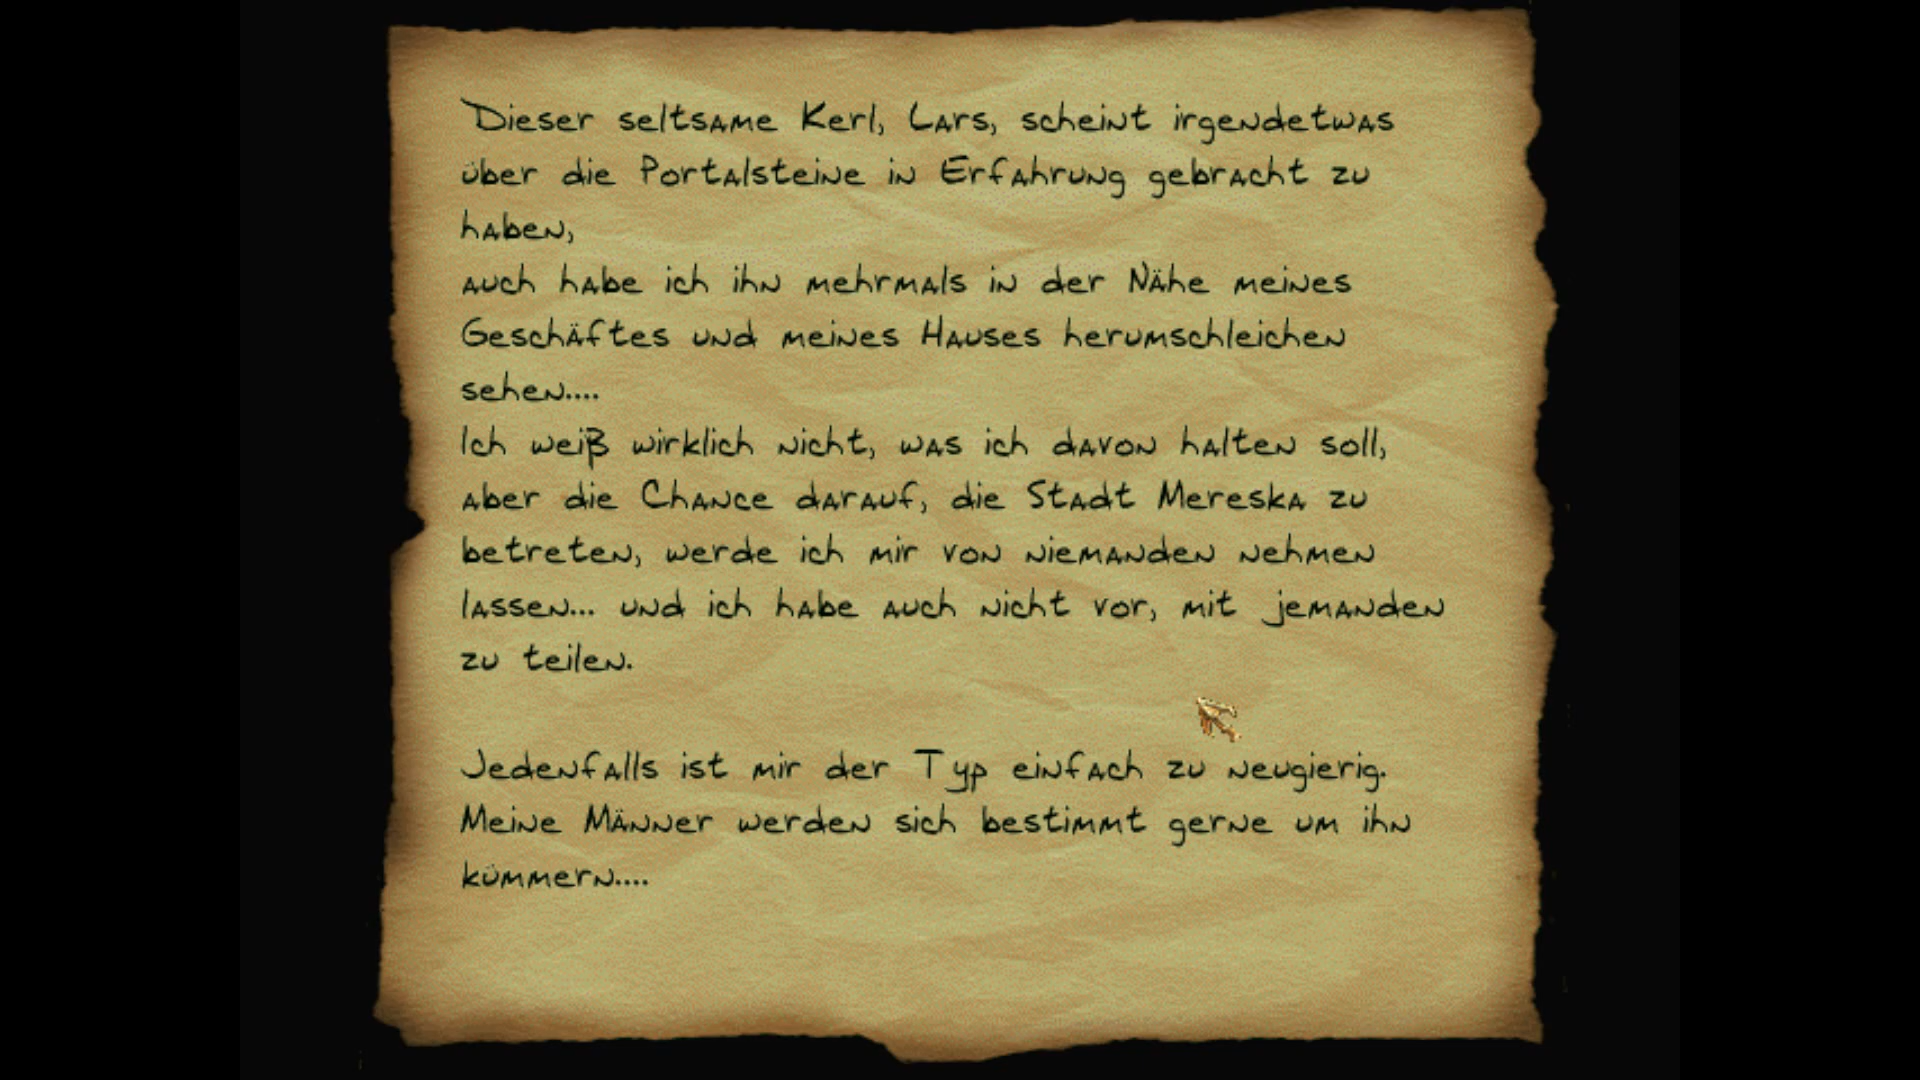 Dieser seltsame Kerl, Lars, scheint irgendetwas
über die Portalsteine in Erfahrung gebracht zu
haben,
auch habe ich ihn mehrmals in der Nähe meines
Geschäftes und meines Hauses herumschleichen
sehen....
Ich weiß wirklich nicht, was ich davon halten soll,
aber die Chance darauf, die Stadt Mereska zu
betreten, werde ich mir von niemanden nehmen
lassen... und ich habe auch nicht vor, mit jemanden
zu teilen.
Jedenfalls ist mir der Typ einfach zu neugierig.
Meine Männer werden sich bestimmt gerne um ihn
kümmern....